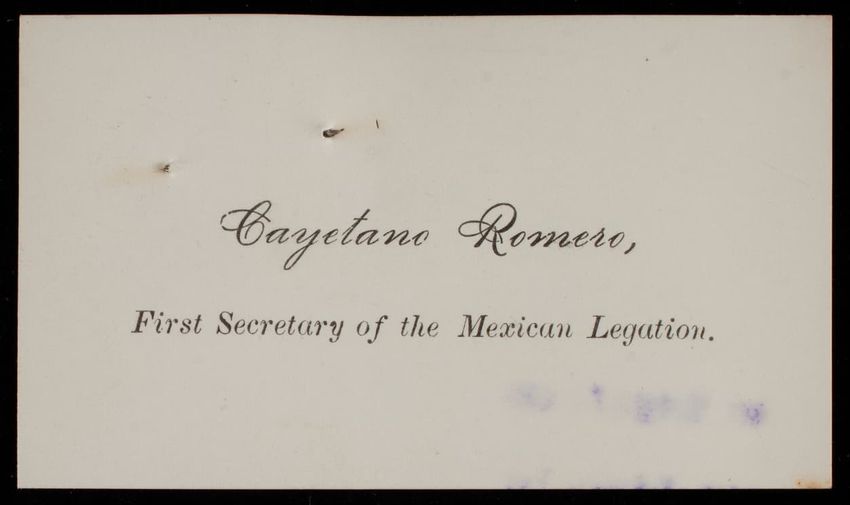 Cayetano Romero,
First Secretary of the Mexican Legation.